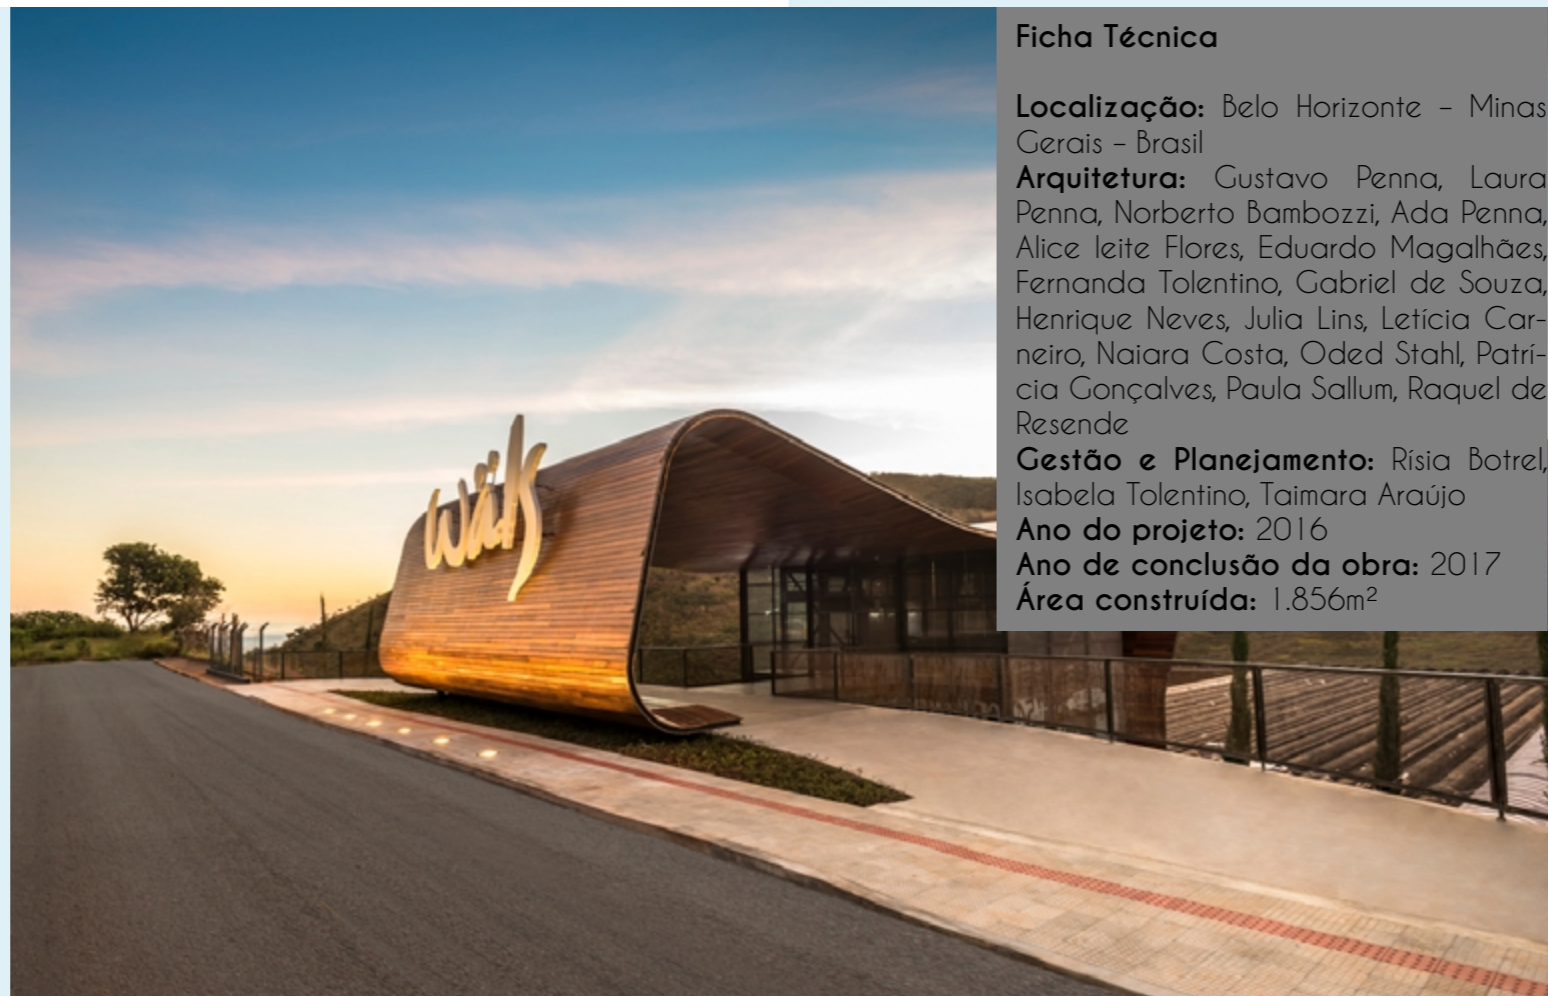 Ficha Técnica
Localização: Belo Horizonte – Minas
Gerais – Brasil
Arquitetura: Gustavo Penna, Laura
Penna, Norberto Bambozzi, Ada Penna,
Alice leite Flores, Eduardo Magalhães,
Fernanda Tolentino, Gabriel de Souza,
Henrique Neves, Julia Lins, Letícia Car-
neiro, Naiara Costa, Oded Stahl, Patrí-
cia Gonçalves, Paula Sallum, Raquel de
Resende
Gestão e Planejamento: Rísia Botrel,
Isabela Tolentino, Taimara Araújo
Ano do projeto: 2016
Ano de conclusão da obra: 2017
Área construída: 1.856m²
wäls